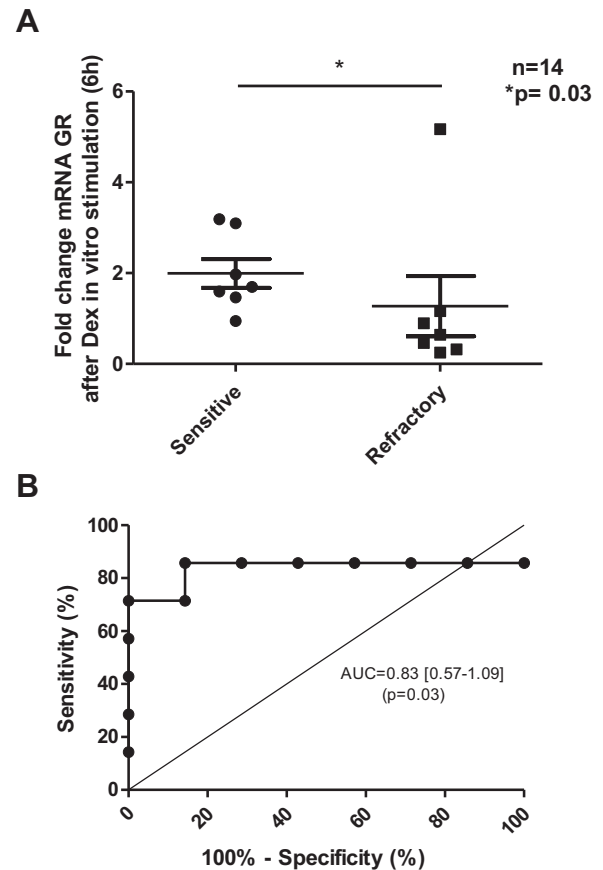 A
*
n=14
*p= 0.03
Fold change mRNA GR
after Dex in vitro stimulation (6h)
6
4
2
0
Sensitive
Refractory
B
Sensitivity (%)
100
80
60
40
20
0
AUC=0.83 [0.57-1.09]
(p=0.03)
0
20
40
60
80
100
100% - Specificity (%)